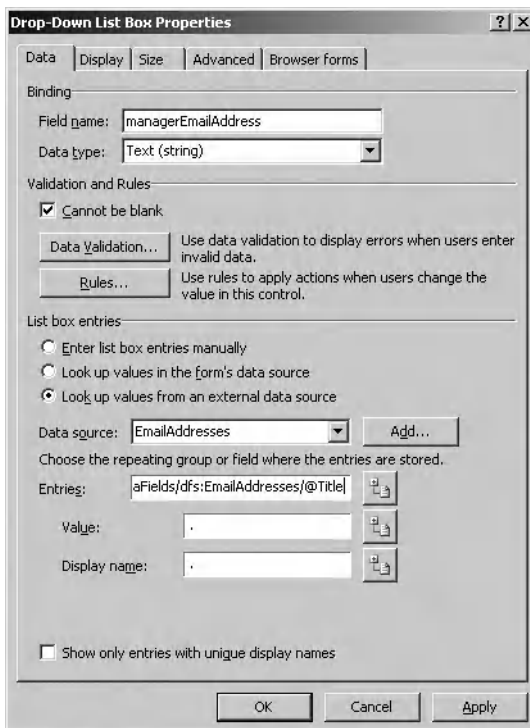 Drop-Down List Box Properties
Data Display Size Advanced Browser forms
Binding
Field name: managerEmailAddress
Data type: Text (string)
Validation and Rules
Cannot be blank
Data Validation... Use data validation to display errors when users enter
invalid data.
Rules... Use rules to apply actions when users change the
value in this control.
List box entries
Enter list box entries manually
Look up values in the form's data source
Look up values from an external data source
Data source: EmailAddresses Add...
Choose the repeating group or field where the entries are stored.
Entries: aFields/dfs:EmailAddresses/@Title
Value: .
Display name: .
Show only entries with unique display names
OK Cancel Apply